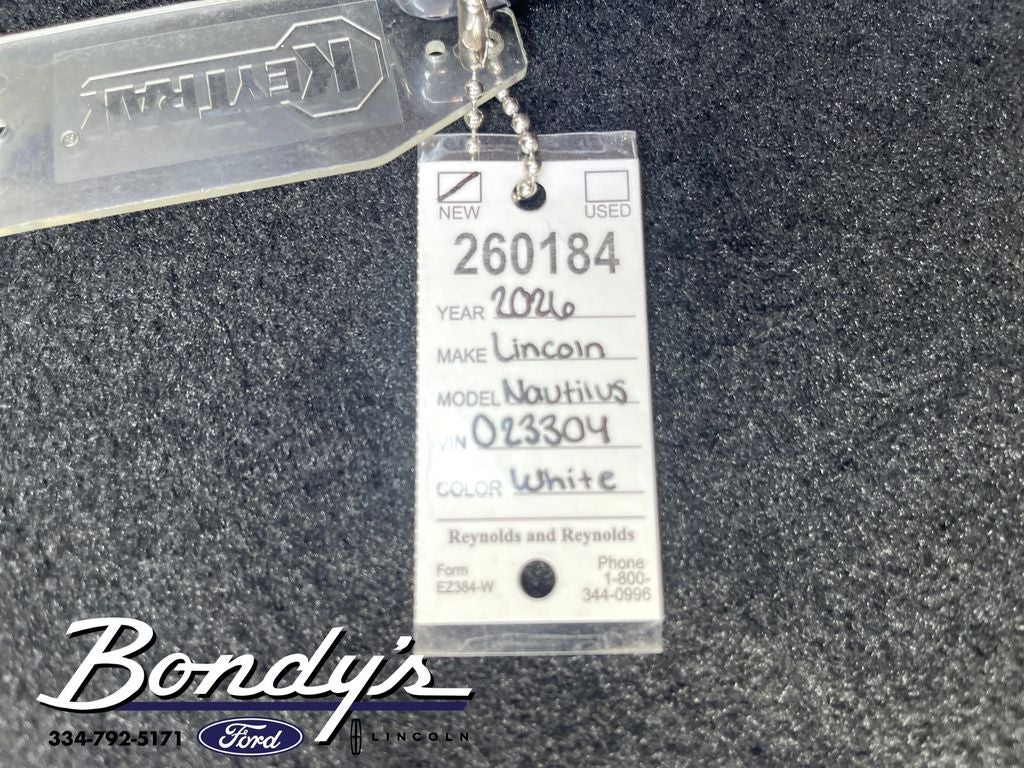 KEYTRAK®
NEW USED
260184
YEAR 2026
MAKE Lincoln
MODEL Nautilus
VIN 023304
COLOR White
Reynolds and Reynolds
Form
EZ384-W
Phone
1-800-
344-0996
Bondy's
334-792-5171 Ford LINCOLN